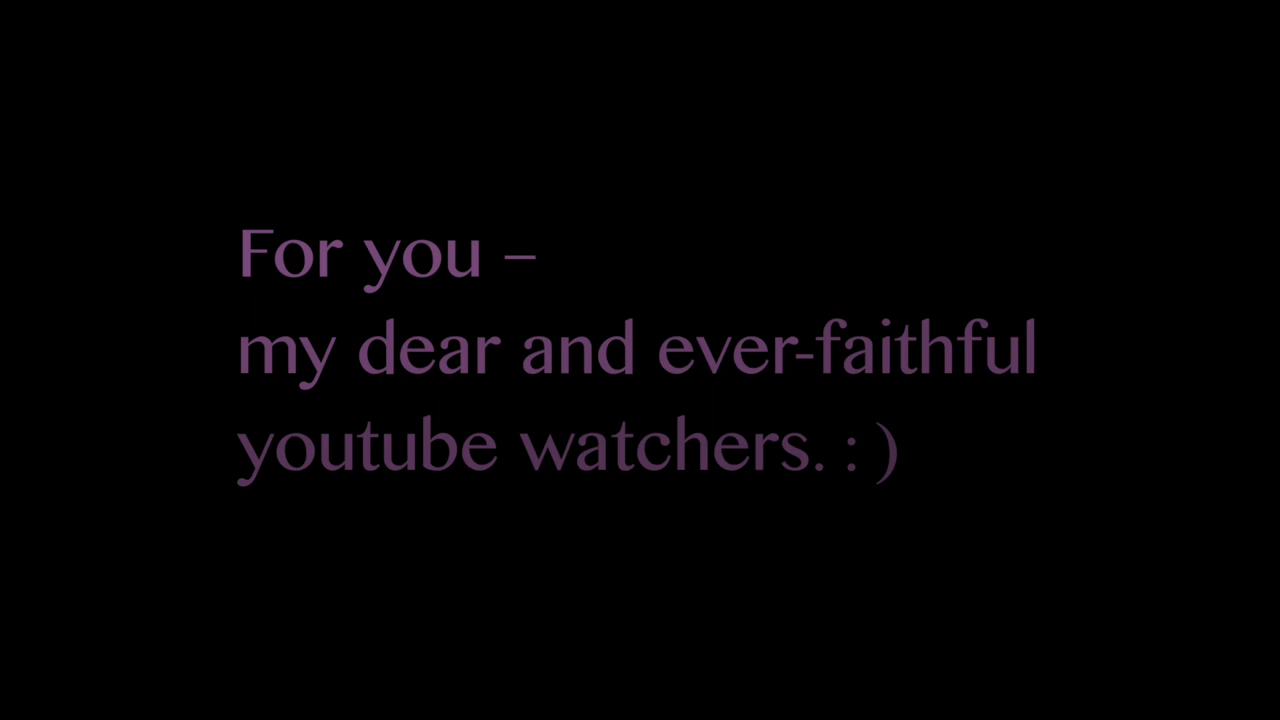 For you –
my dear and ever-faithful
youtube watchers. : )